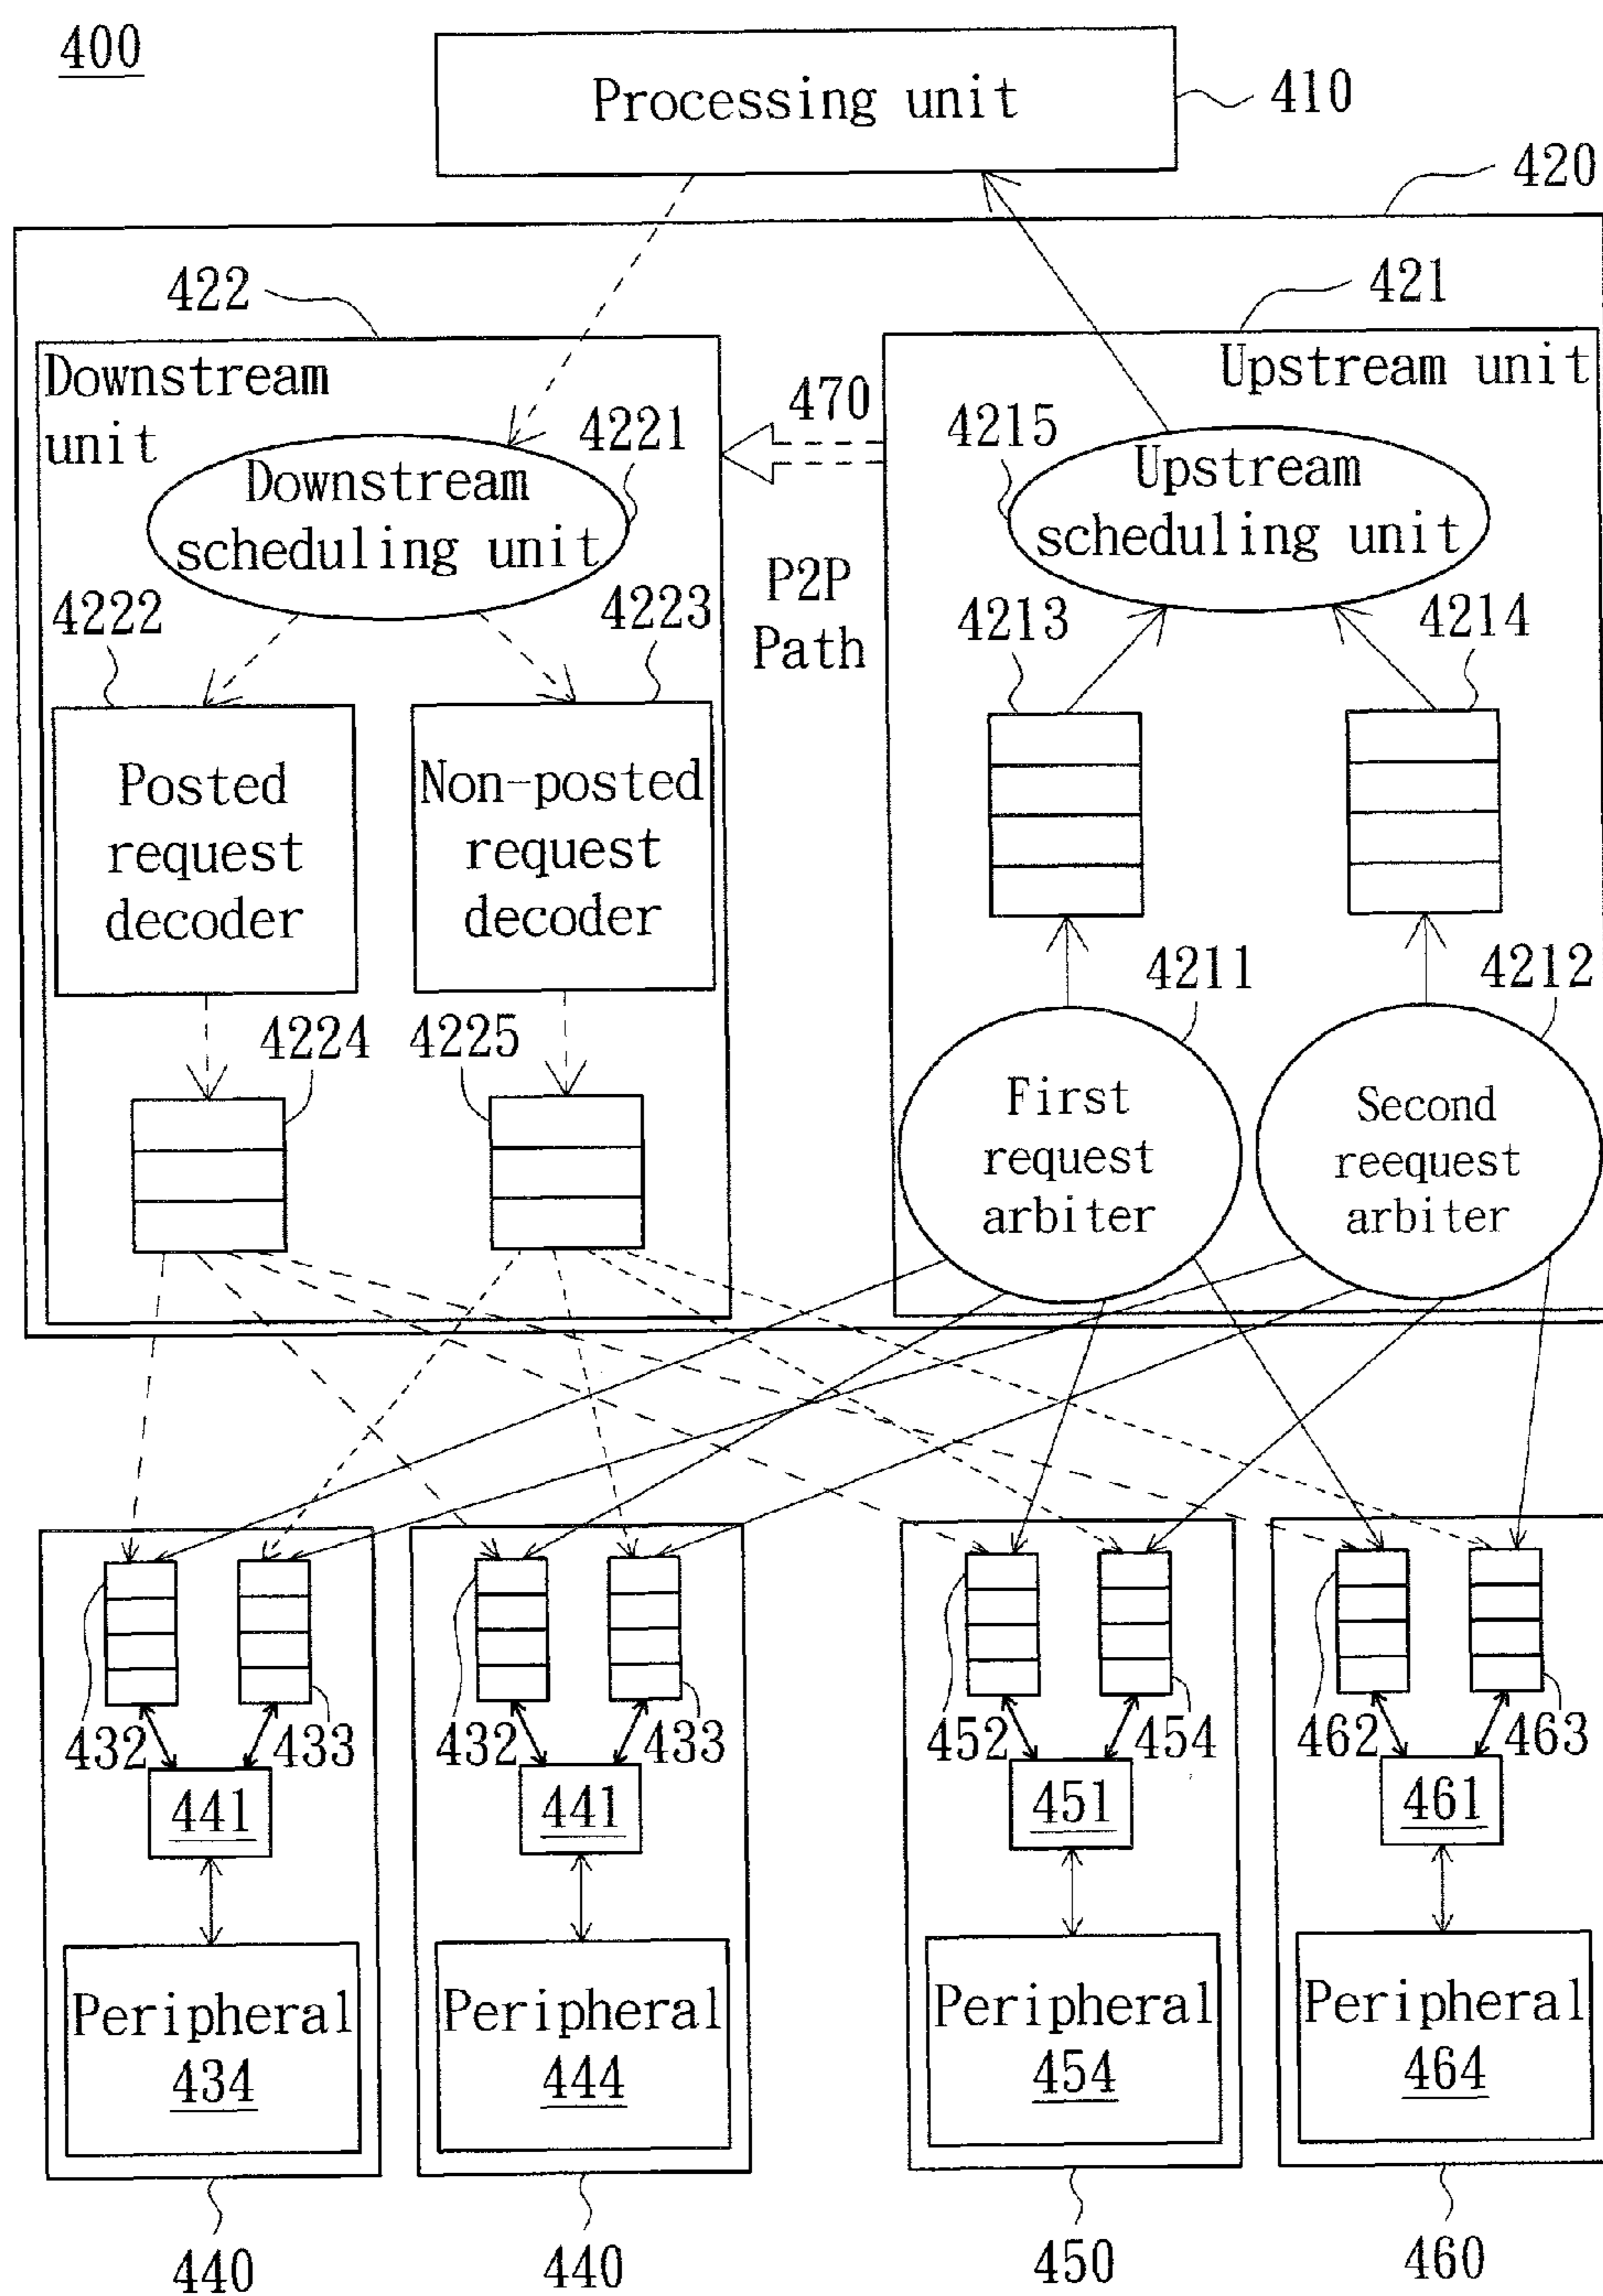 400
Processing unit
410
420
422
421
Downstream
unit
Upstream unit
470
4221
4215
Downstream
scheduling unit
Upstream
scheduling unit
P2P
Path
4222
4223
4213
4214
Posted
request
decoder
Non-posted
request
decoder
4211
4212
4224
4225
First
request
arbiter
Second
reequest
arbiter
432
433
432
433
452
454
462
463
441
441
451
461
Peripheral
434
Peripheral
444
Peripheral
454
Peripheral
464
440
440
450
460